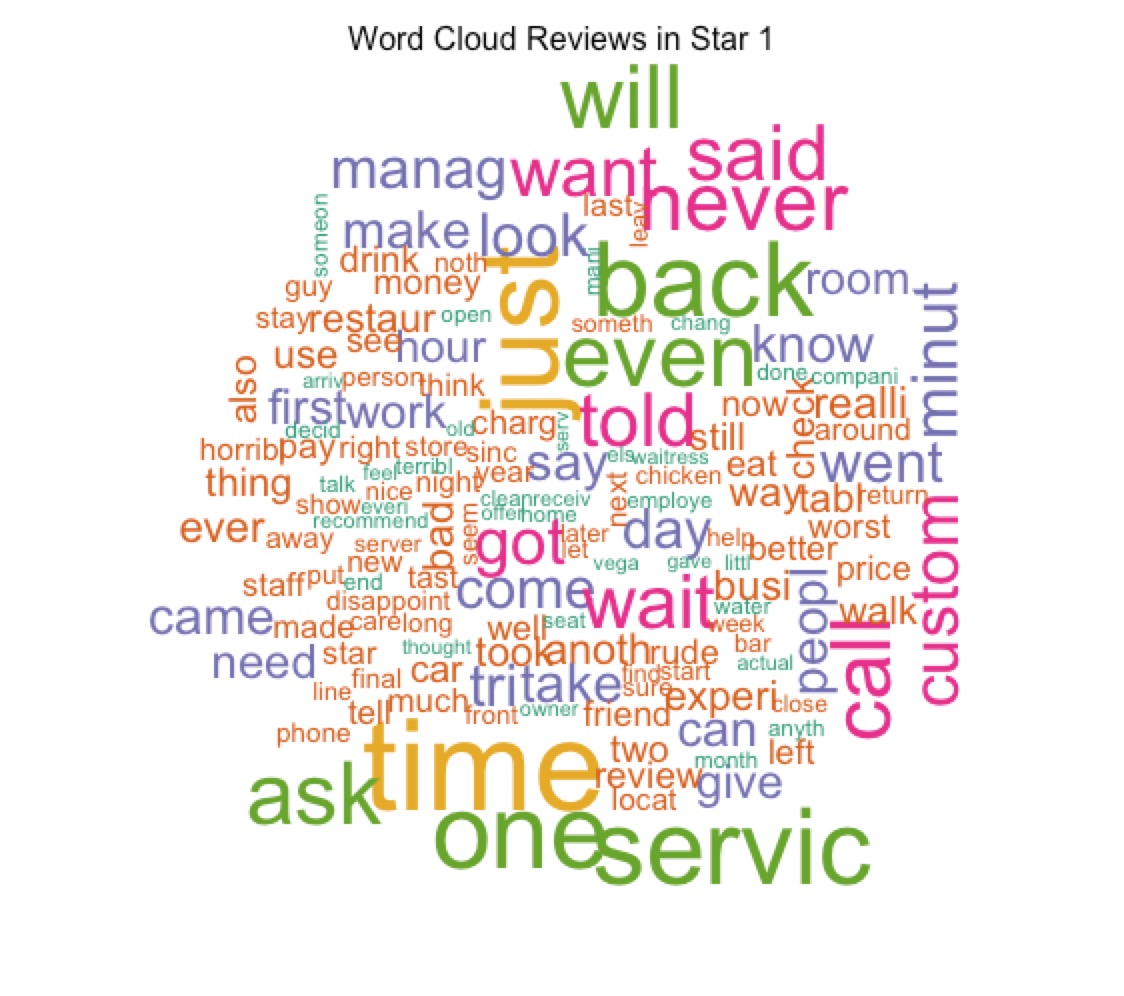 Word Cloud Reviews in Star 1
will
said
manag want never
last leav
someon make look
drink noth just mani back room minut
guy money
stay restaur open someth chang
see hour even know
use done compani
also arriv person think check
first work charg told now realli
decid old serv still around
horrib pay right store sinc say els waitress went
feel terribl year chicken eat
thing talk nice night next way tabl return
show everi clean receiv employe
recommend offer home custom
ever away bad seem day worst
server got later help better
new let vega gave littl
staff put end tast come wait busi price
disappoint water peopl walk
came made care long well seat week call
thought took anoth rude bar
need star car actual
final tri take find start
line much sure experi close
tell front owner friend
phone can anyth
time two left
month
ask review give
locat
one servic